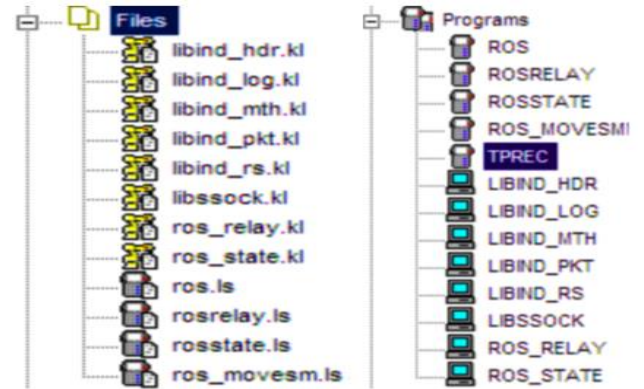 Files
libind_hdr.kl
libind_log.kl
libind_mth.kl
libind_pkt.kl
libind_rs.kl
libssock.kl
ros_relay.kl
ros_state.kl
ros.ls
rosrelay.ls
rosstate.ls
ros_movesm.ls
Programs
ROS
ROSRELAY
ROSSTATE
ROS_MOVESM
TPREC
LIBIND_HDR
LIBIND_LOG
LIBIND_MTH
LIBIND_PKT
LIBIND_RS
LIBSSOCK
ROS_RELAY
ROS_STATE